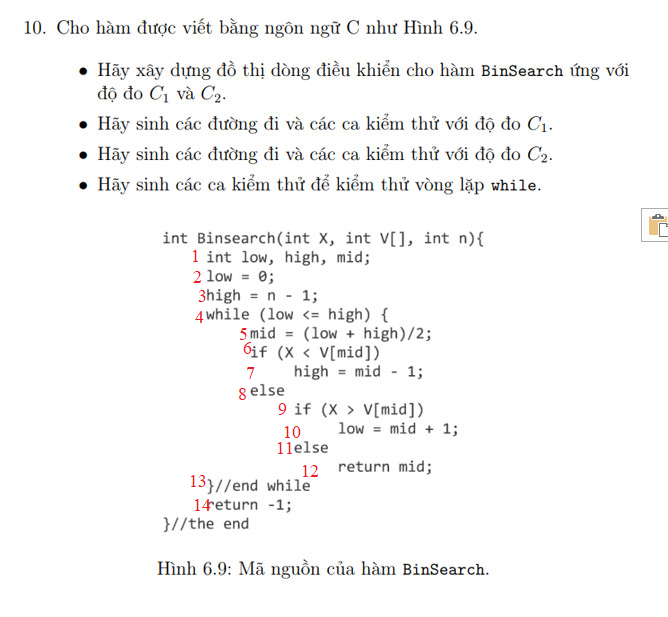 10. Cho hàm được viết bằng ngôn ngữ C như Hình 6.9.
• Hãy xây dựng đồ thị dòng điều khiển cho hàm BinSearch ứng với
độ đo C1 và C2.
• Hãy sinh các đường đi và các ca kiểm thử với độ đo C1.
• Hãy sinh các đường đi và các ca kiểm thử với độ đo C2.
• Hãy sinh các ca kiểm thử để kiểm thử vòng lặp while.
int Binsearch(int X, int V[], int n){
1 int low, high, mid;
2 low = 0;
3high = n - 1;
4while (low <= high) {
5mid = (low + high)/2;
6if (X < V[mid])
7 high = mid - 1;
8 else
9 if (X > V[mid])
10 low = mid + 1;
11else
12 return mid;
13}//end while
14return -1;
}//the end
Hình 6.9: Mã nguồn của hàm BinSearch.